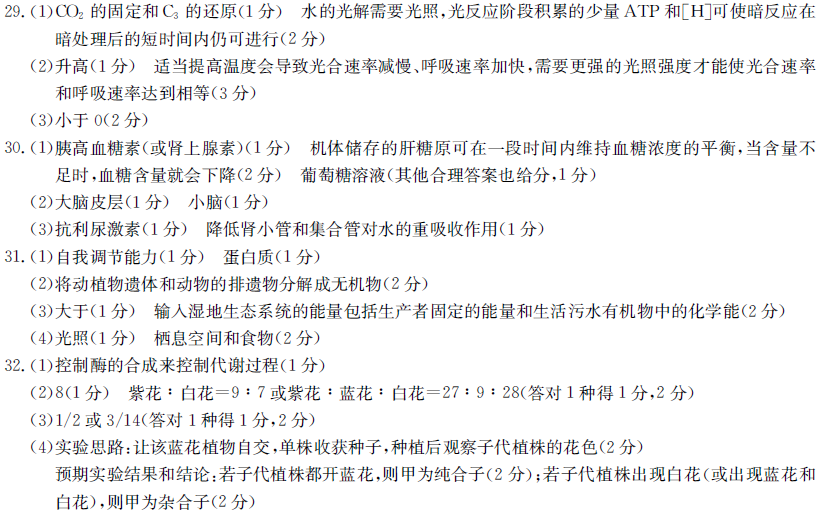 29.(1)CO₂ 的固定和C₃ 的还原(1 分)　水的光解需要光照,光反应阶段积累的少量 ATP 和[H]可使暗反应在
暗处理后的短时间内仍可进行(2 分)
(2)升高(1 分)　适当提高温度会导致光合速率减慢、呼吸速率加快,需要更强的光照强度才能使光合速率
和呼吸速率达到相等(3 分)
(3)小于 0(2 分)
30.(1)胰高血糖素(或肾上腺素)(1 分)　机体储存的肝糖原可在一段时间内维持血糖浓度的平衡,当含量不
足时,血糖含量就会下降(2 分)　葡萄糖溶液(其他合理答案也给分,1 分)
(2)大脑皮层(1 分)　小脑(1 分)
(3)抗利尿激素(1 分)　降低肾小管和集合管对水的重吸收作用(1 分)
31.(1)自我调节能力(1 分)　蛋白质(1 分)
(2)将动植物遗体和动物的排遗物分解成无机物(2 分)
(3)大于(1 分)　输入湿地生态系统的能量包括生产者固定的能量和生活污水有机物中的化学能(2 分)
(4)光照(1 分)　栖息空间和食物(2 分)
32.(1)控制酶的合成来控制代谢过程(1 分)
(2)8(1 分)　紫花∶白花=9∶7 或紫花∶蓝花∶白花=27∶9∶28(答对 1 种得 1 分,2 分)
(3)1/2 或 3/14(答对 1 种得 1 分,2 分)
(4)实验思路:让该蓝花植物自交,单株收获种子,种植后观察子代植株的花色(2 分)
预期实验结果和结论:若子代植株都开蓝花,则甲为纯合子(2 分);若子代植株出现白花(或出现蓝花和
白花),则甲为杂合子(2 分)